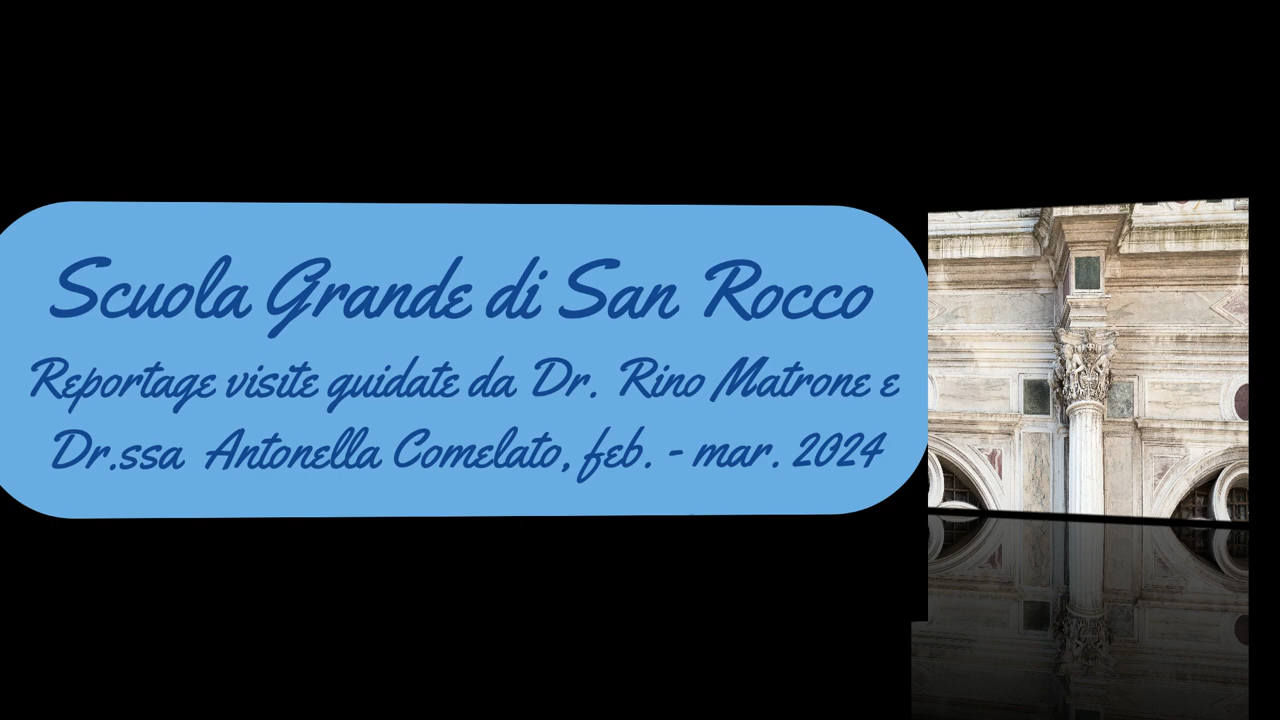 Scuola Grande di San Rocco
Reportage visite guidate da Dr. Rino Matrone e
Dr.ssa Antonella Comelato, feb. - mar. 2024